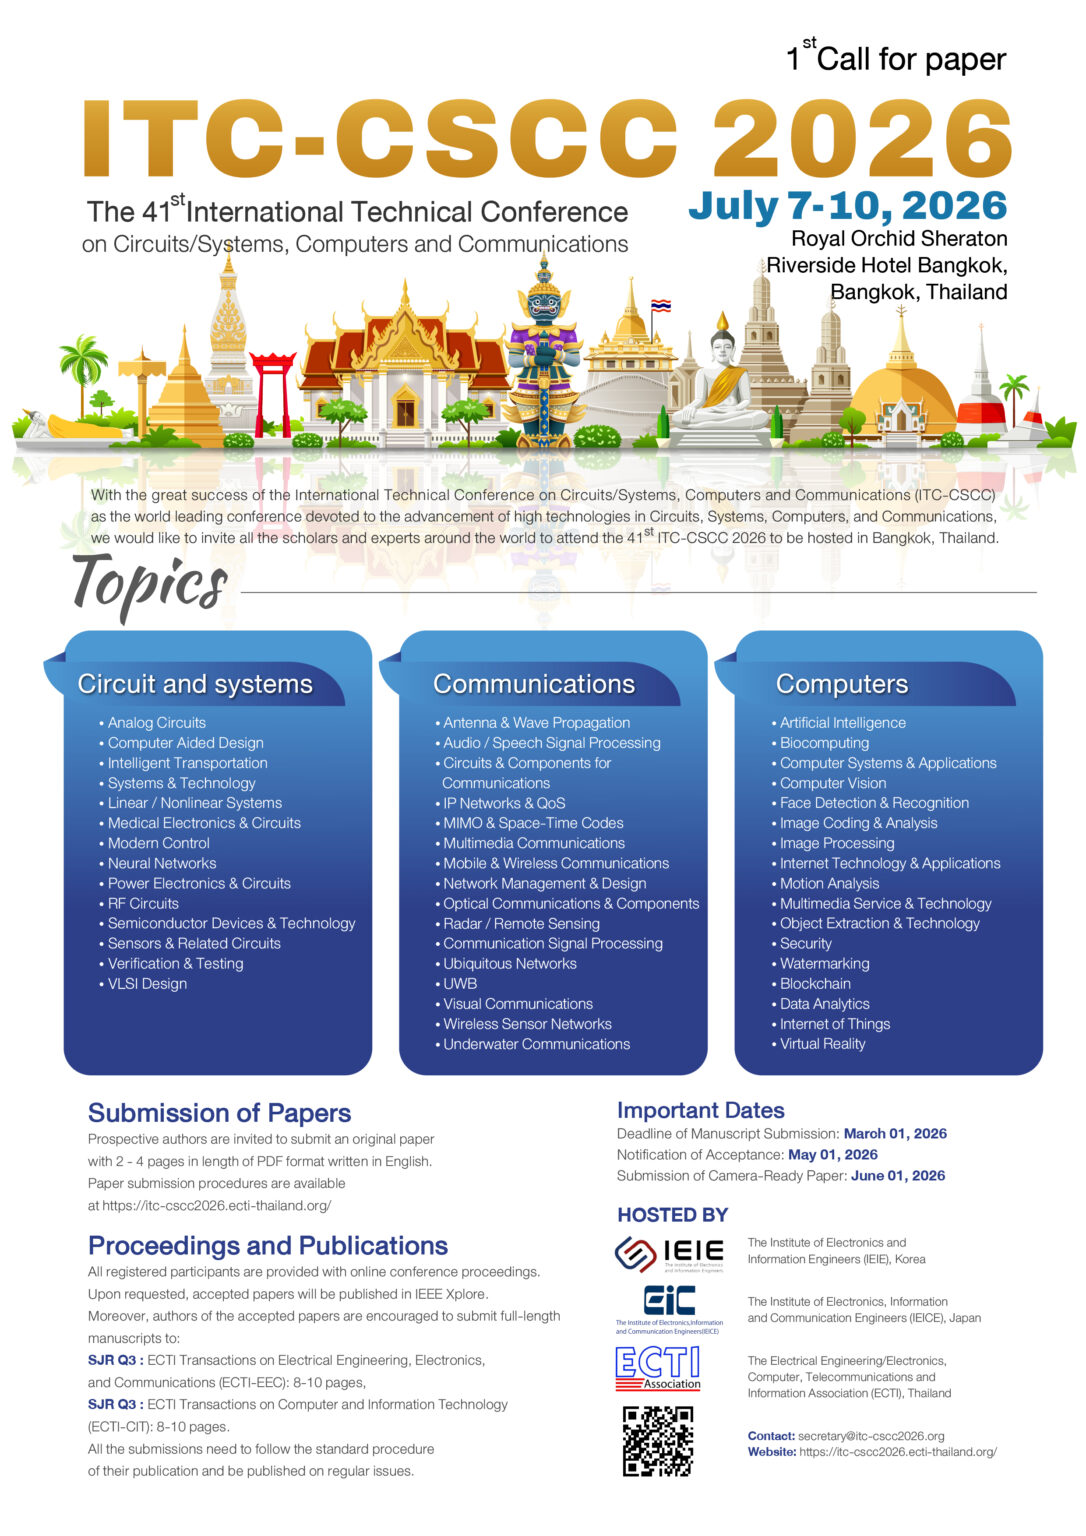 1st Call for paper
ITC-CSCC 2026
The 41st International Technical Conference
on Circuits/Systems, Computers and Communications
July 7-10, 2026
Royal Orchid Sheraton
Riverside Hotel Bangkok,
Bangkok, Thailand
With the great success of the International Technical Conference on Circuits/Systems, Computers and Communications (ITC-CSCC)
as the world leading conference devoted to the advancement of high technologies in Circuits, Systems, Computers, and Communications,
we would like to invite all the scholars and experts around the world to attend the 41st ITC-CSCC 2026 to be hosted in Bangkok, Thailand.
Topics
Circuit and systems
• Analog Circuits
• Computer Aided Design
• Intelligent Transportation
• Systems & Technology
• Linear / Nonlinear Systems
• Medical Electronics & Circuits
• Modern Control
• Neural Networks
• Power Electronics & Circuits
• RF Circuits
• Semiconductor Devices & Technology
• Sensors & Related Circuits
• Verification & Testing
• VLSI Design
Communications
• Antenna & Wave Propagation
• Audio / Speech Signal Processing
• Circuits & Components for
Communications
• IP Networks & QoS
• MIMO & Space-Time Codes
• Multimedia Communications
• Mobile & Wireless Communications
• Network Management & Design
• Optical Communications & Components
• Radar / Remote Sensing
• Communication Signal Processing
• Ubiquitous Networks
• UWB
• Visual Communications
• Wireless Sensor Networks
• Underwater Communications
Computers
• Artificial Intelligence
• Biocomputing
• Computer Systems & Applications
• Computer Vision
• Face Detection & Recognition
• Image Coding & Analysis
• Image Processing
• Internet Technology & Applications
• Motion Analysis
• Multimedia Service & Technology
• Object Extraction & Technology
• Security
• Watermarking
• Blockchain
• Data Analytics
• Internet of Things
• Virtual Reality
Submission of Papers
Prospective authors are invited to submit an original paper
with 2 - 4 pages in length of PDF format written in English.
Paper submission procedures are available
at https://itc-cscc2026.ecti-thailand.org/
Proceedings and Publications
All registered participants are provided with online conference proceedings.
Upon requested, accepted papers will be published in IEEE Xplore.
Moreover, authors of the accepted papers are encouraged to submit full-length
manuscripts to:
SJR Q3 : ECTI Transactions on Electrical Engineering, Electronics,
and Communications (ECTI-EEC): 8-10 pages,
SJR Q3 : ECTI Transactions on Computer and Information Technology
(ECTI-CIT): 8-10 pages.
All the submissions need to follow the standard procedure
of their publication and be published on regular issues.
Important Dates
Deadline of Manuscript Submission: March 01, 2026
Notification of Acceptance: May 01, 2026
Submission of Camera-Ready Paper: June 01, 2026
HOSTED BY
IEIE
The Institute of Electronics
and Information Engineers
The Institute of Electronics and
Information Engineers (IEIE), Korea
EiC
The Institute of Electronics,Information
and Communication Engineers(IEICE)
The Institute of Electronics, Information
and Communication Engineers (IEICE), Japan
ECTI
Association
The Electrical Engineering/Electronics,
Computer, Telecommunications and
Information Association (ECTI), Thailand
Contact: secretary@itc-cscc2026.org
Website: https://itc-cscc2026.ecti-thailand.org/